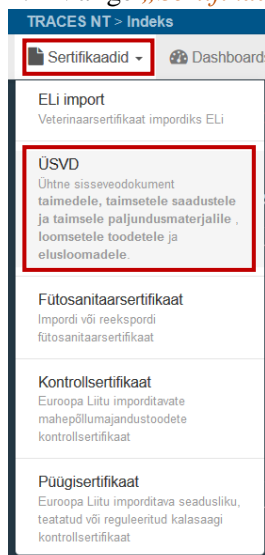 TRACES NT > Indeks
Sertifikaadid
Dashboard
ELi import
Veterinaarsertifikaat impordiks ELi
ÜSVD
Ühtne sisseveodokument
taimedele, taimsetele saadustele
ja taimsele paljundusmaterjalile ,
loomsetele toodetele ja
elusloomadele.
Fütosanitaarsertifikaat
Impordi või reekspordi
fütosanitaarsertifikaat
Kontrollsertifikaat
Euroopa Liitu imporditavate
mahepõllumajandustoodete
kontrollsertifikaat
Püügisertifikaat
Euroopa Liitu imporditava seadusliku,
teatatud või reguleeritud kalasaagi
kontrollsertifikaat